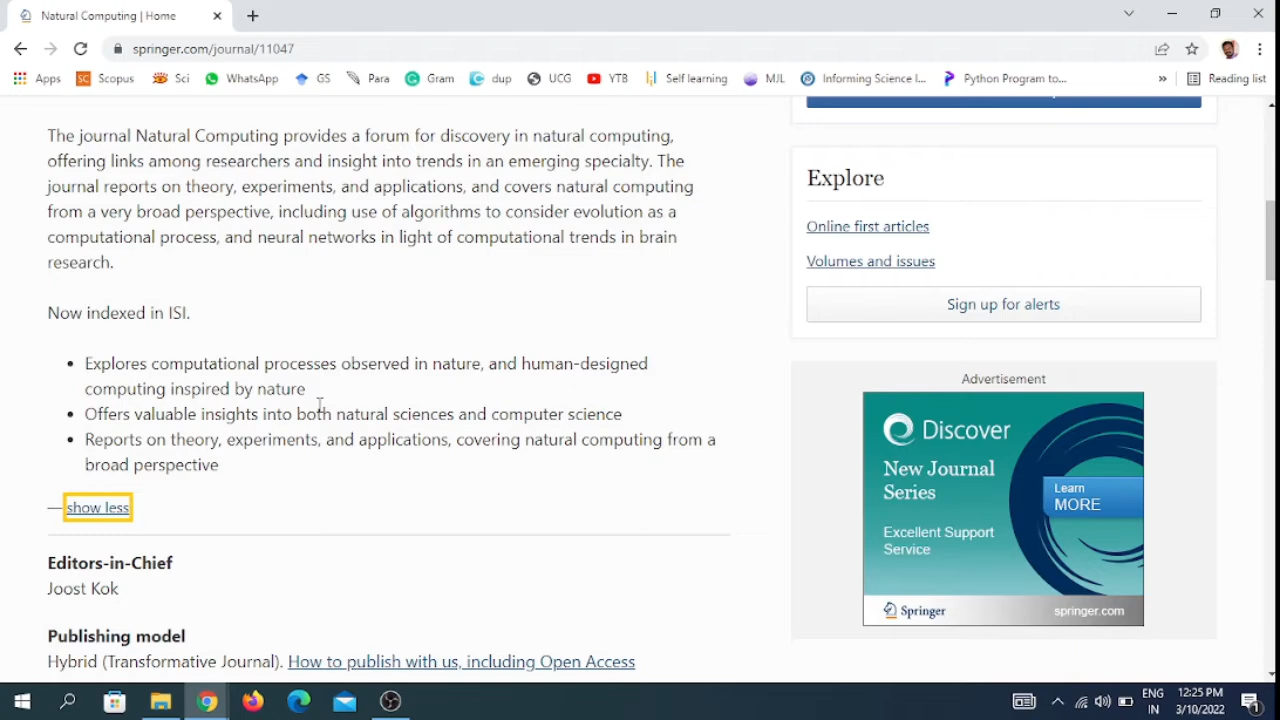 Natural Computing | Home
springer.com/journal/11047
Apps Scopus Sci WhatsApp GS Para Gram dup UCG YTB Self learning MJL Informing Science I... Python Program to... » Reading list
The journal Natural Computing provides a forum for discovery in natural computing,
offering links among researchers and insight into trends in an emerging specialty. The
journal reports on theory, experiments, and applications, and covers natural computing
from a very broad perspective, including use of algorithms to consider evolution as a
computational process, and neural networks in light of computational trends in brain
research.
Now indexed in ISI.
• Explores computational processes observed in nature, and human-designed
computing inspired by nature
• Offers valuable insights into both natural sciences and computer science
• Reports on theory, experiments, and applications, covering natural computing from a
broad perspective
— show less
Editors-in-Chief
Joost Kok
Publishing model
Hybrid (Transformative Journal). How to publish with us, including Open Access
Explore
Online first articles
Volumes and issues
Sign up for alerts
Advertisement
Discover
New Journal
Series
Learn
MORE
Excellent Support
Service
Springer springer.com
ENG 12:25 PM
IN 3/10/2022
1